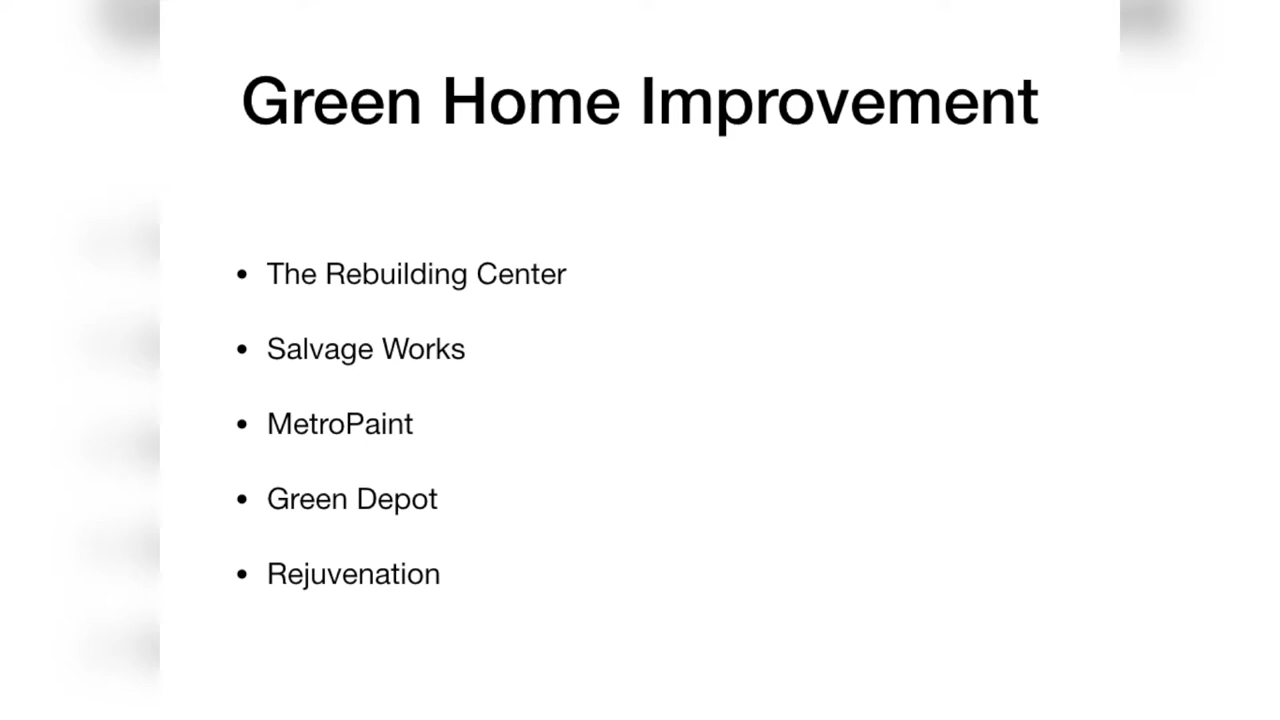 Green Home Improvement
• The Rebuilding Center
• Salvage Works
• MetroPaint
• Green Depot
• Rejuvenation